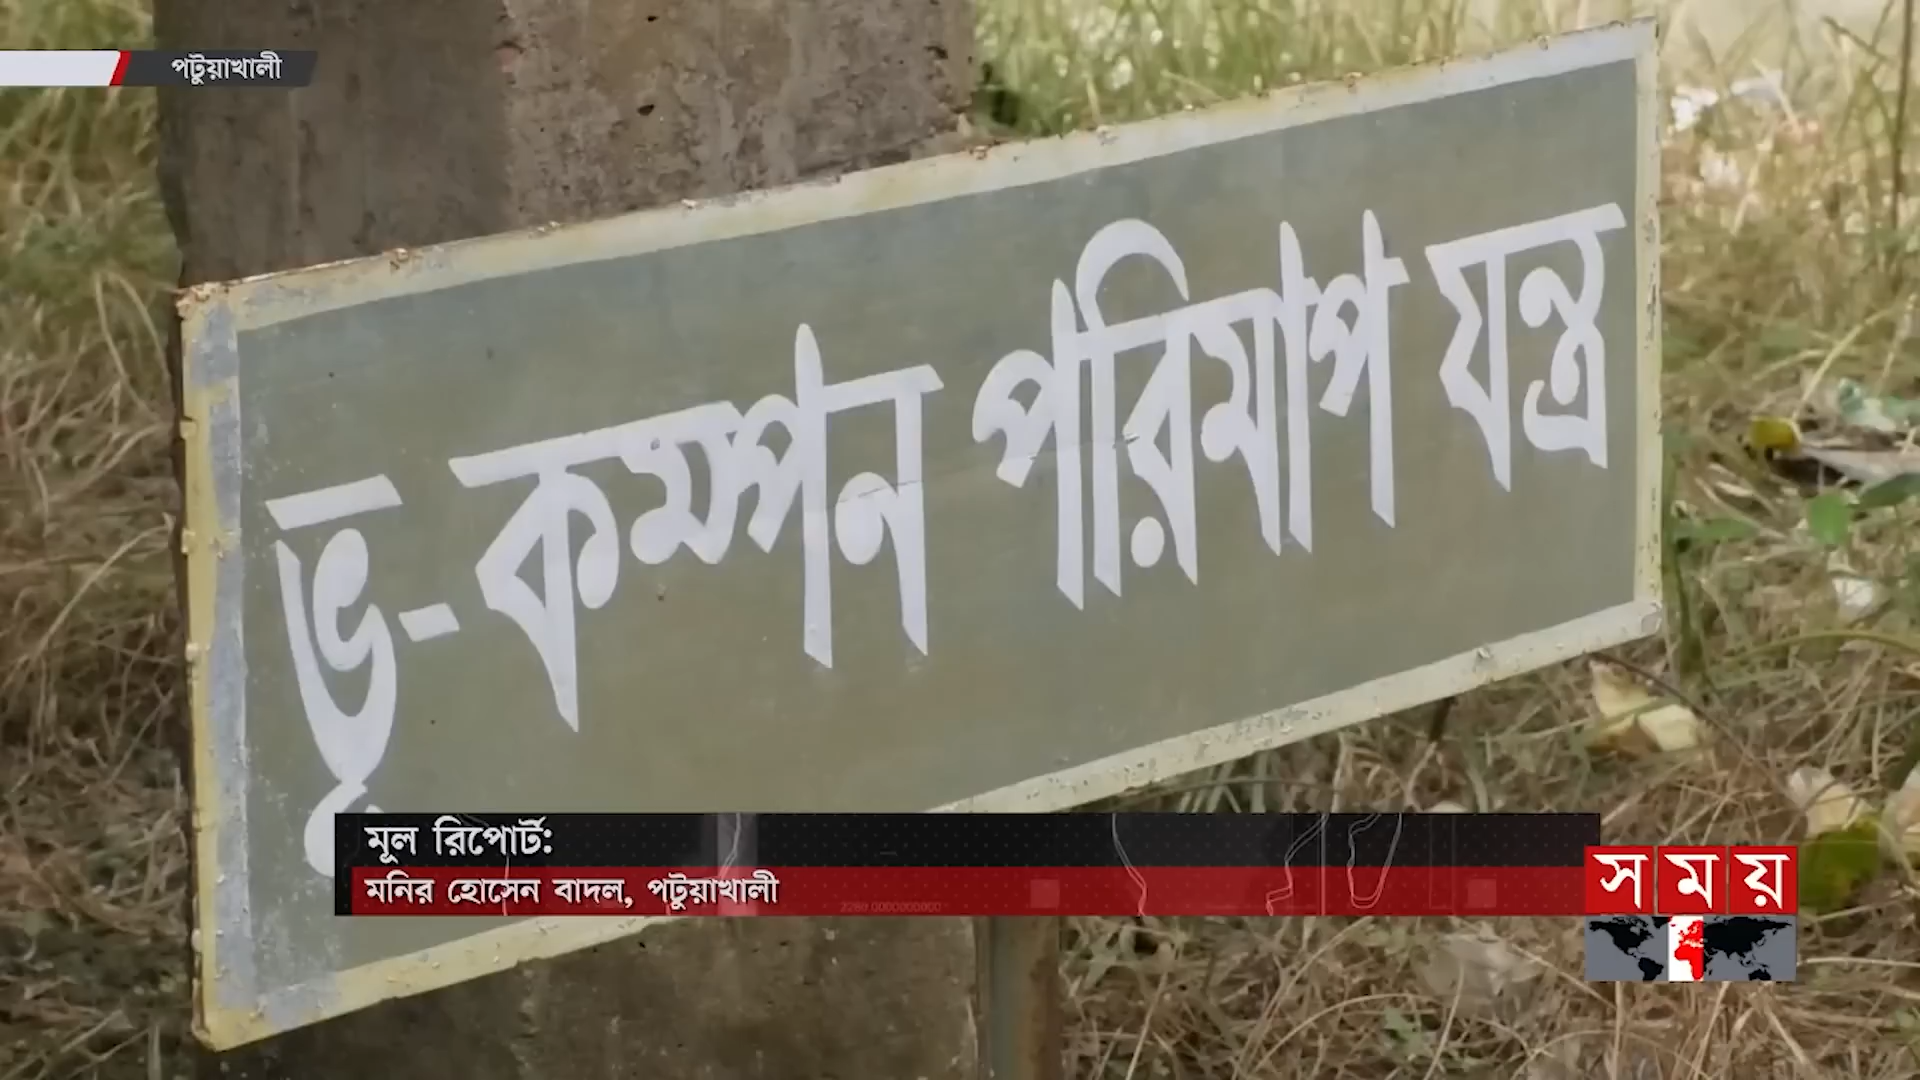 পটুয়াখালী
ভূ-কম্পন পরিমাপ যন্ত্র
মূল রিপোর্ট:
মনির হোসেন বাদল, পটুয়াখালী
সময়